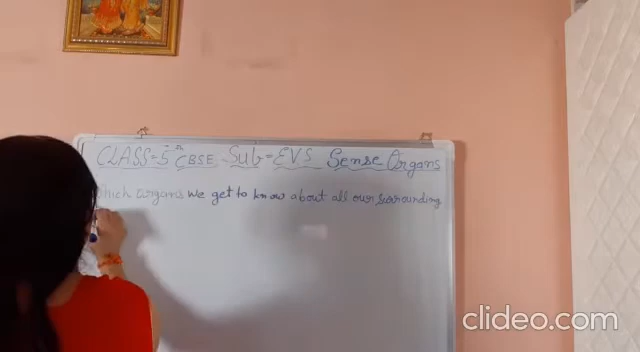 CLASS=5th CBSE Sub=EVS Sense Organs
which organs we get to know about all our surrounding
clideo.com